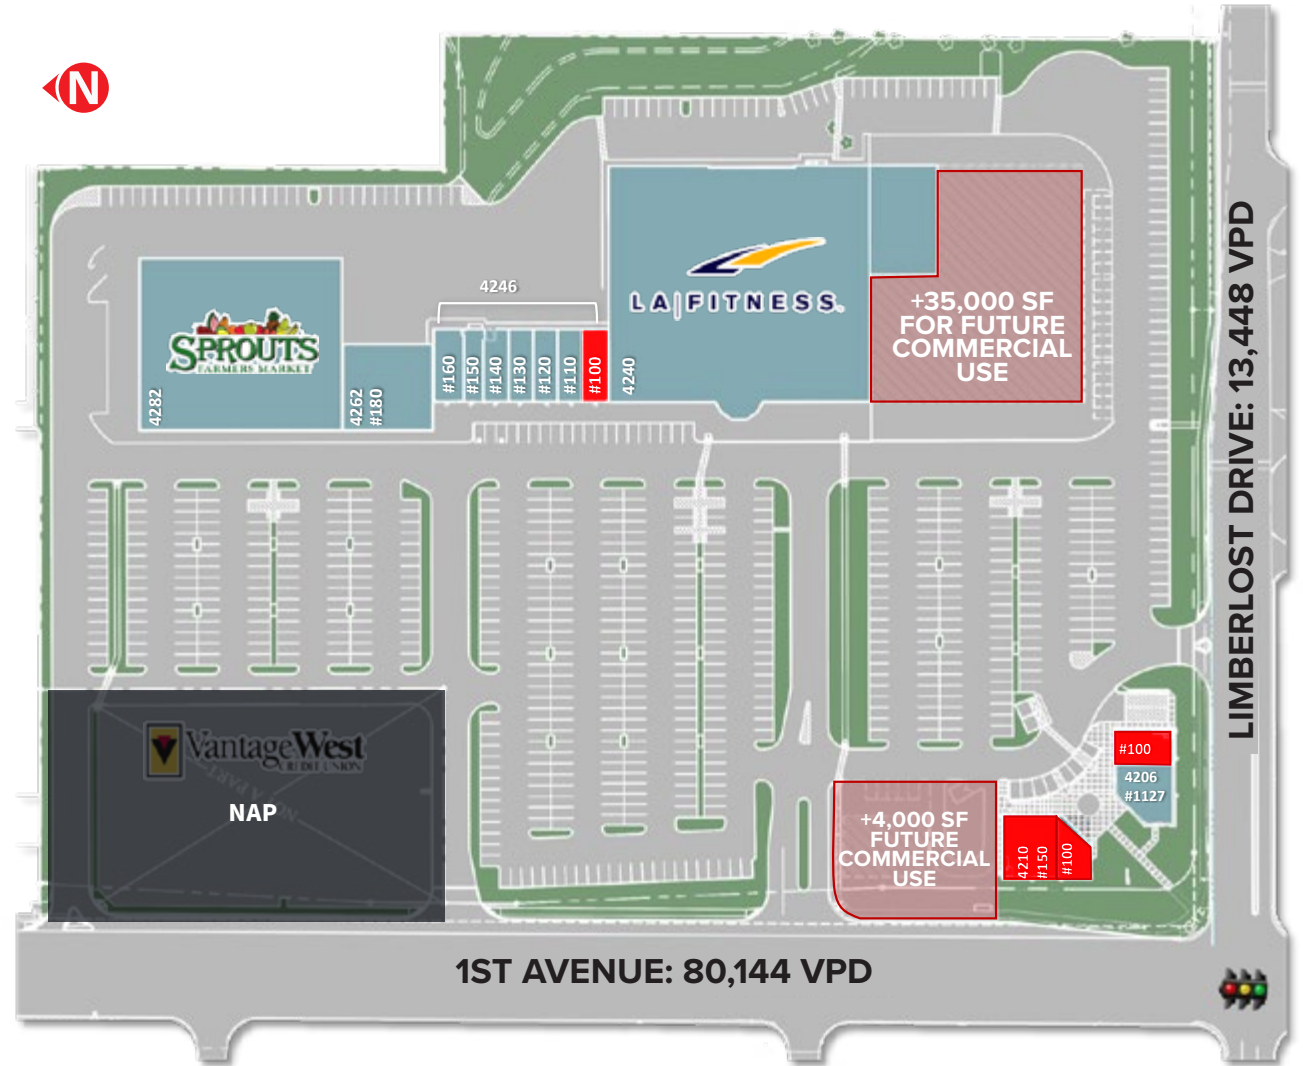 N
4246
SPROUTS
FARMERS MARKET
4282
4262
#180
#160
#150
#140
#130
#120
#110
#100
4240
LA|FITNESS.
+35,000 SF
FOR FUTURE
COMMERCIAL
USE
LIMBERLOST DRIVE: 13,448 VPD
VantageWest
CREDIT UNION
NOT A PART
NAP
+4,000 SF
FUTURE
COMMERCIAL
USE
#100
4206
#1127
4210
#150
#100
1ST AVENUE: 80,144 VPD